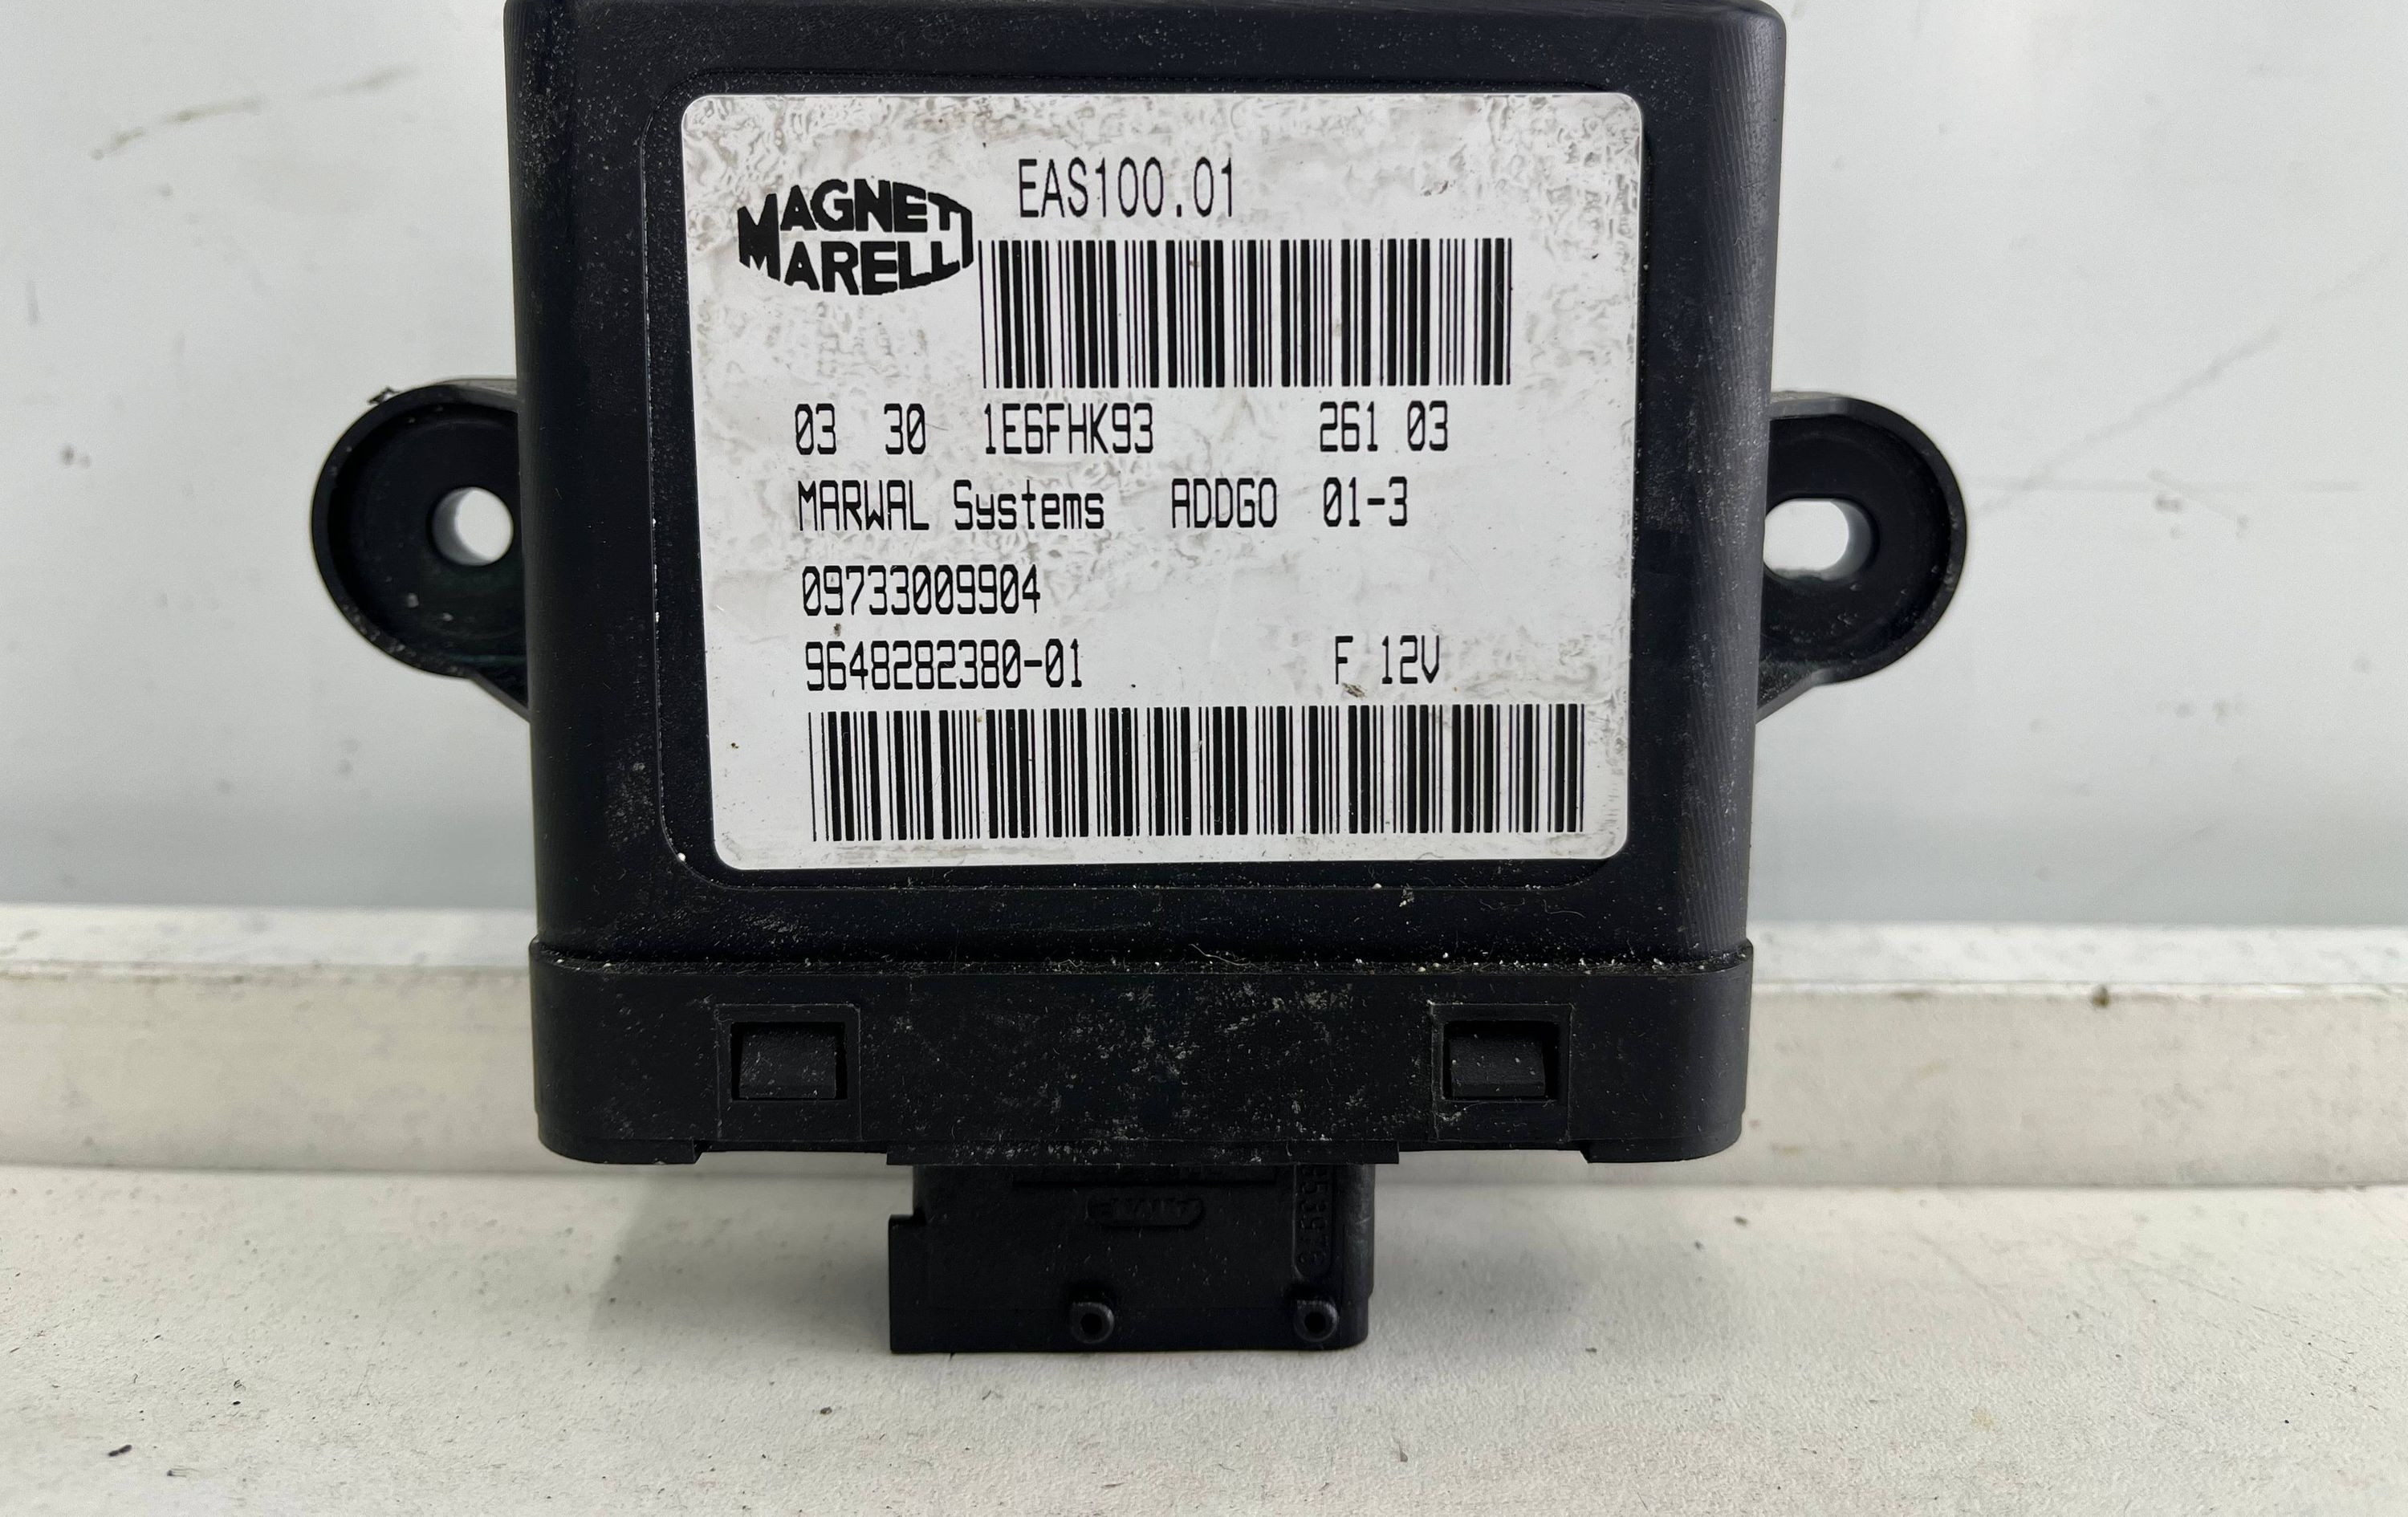 EAS100.01
MAGNETI
MARELLI
03 30 1E6FHK93 261 03
MARWAL Systems ADDGO 01-3
09733009904
9648282380-01 F 12V